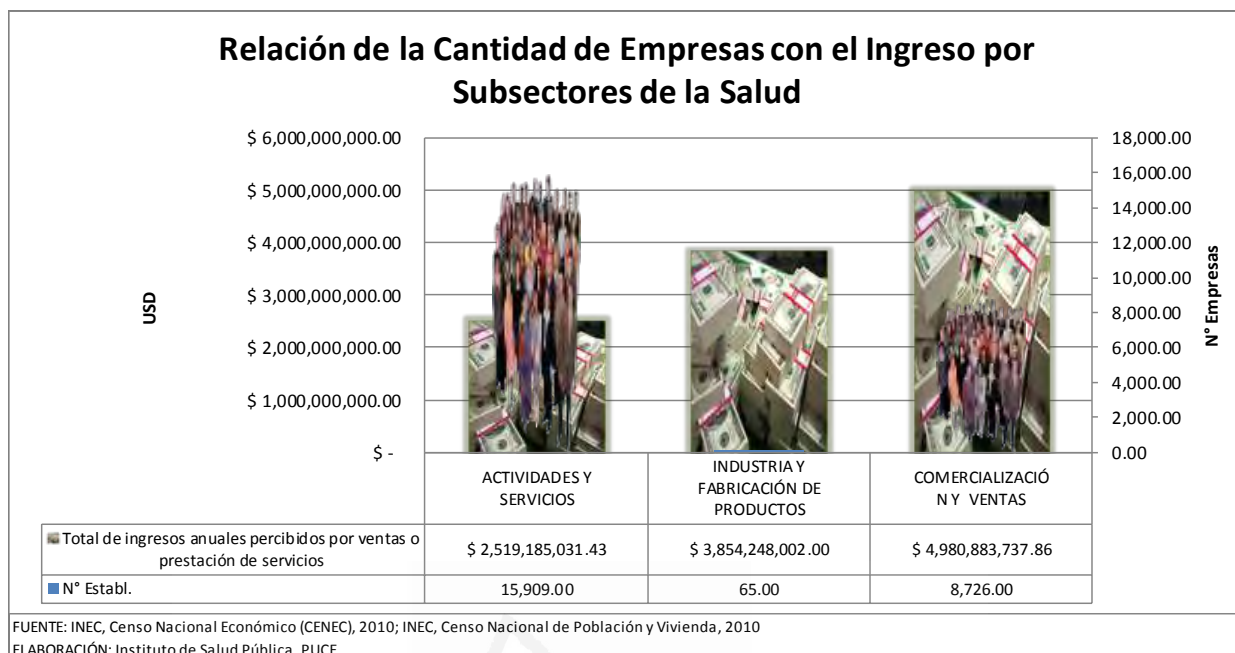 Relación de la Cantidad de Empresas con el Ingreso por
Subsectores de la Salud
$ 6,000,000,000.00
$ 5,000,000,000.00
$ 4,000,000,000.00
$ 3,000,000,000.00
$ 2,000,000,000.00
$ 1,000,000,000.00
$ -
USD
18,000.00
16,000.00
14,000.00
12,000.00
10,000.00
8,000.00
6,000.00
4,000.00
2,000.00
0.00
N° Empresas
ACTIVIDADES Y
SERVICIOS
INDUSTRIA Y
FABRICACIÓN DE
PRODUCTOS
COMERCIALIZACIÓ
N Y VENTAS
Total de ingresos anuales percibidos por ventas o
prestación de servicios
$ 2,519,185,031.43
$ 3,854,248,002.00
$ 4,980,883,737.86
N° Establ.
15,909.00
65.00
8,726.00
FUENTE: INEC, Censo Nacional Económico (CENEC), 2010; INEC, Censo Nacional de Población y Vivienda, 2010
ELABORACIÓN: Instituto de Salud Pública, PUCE